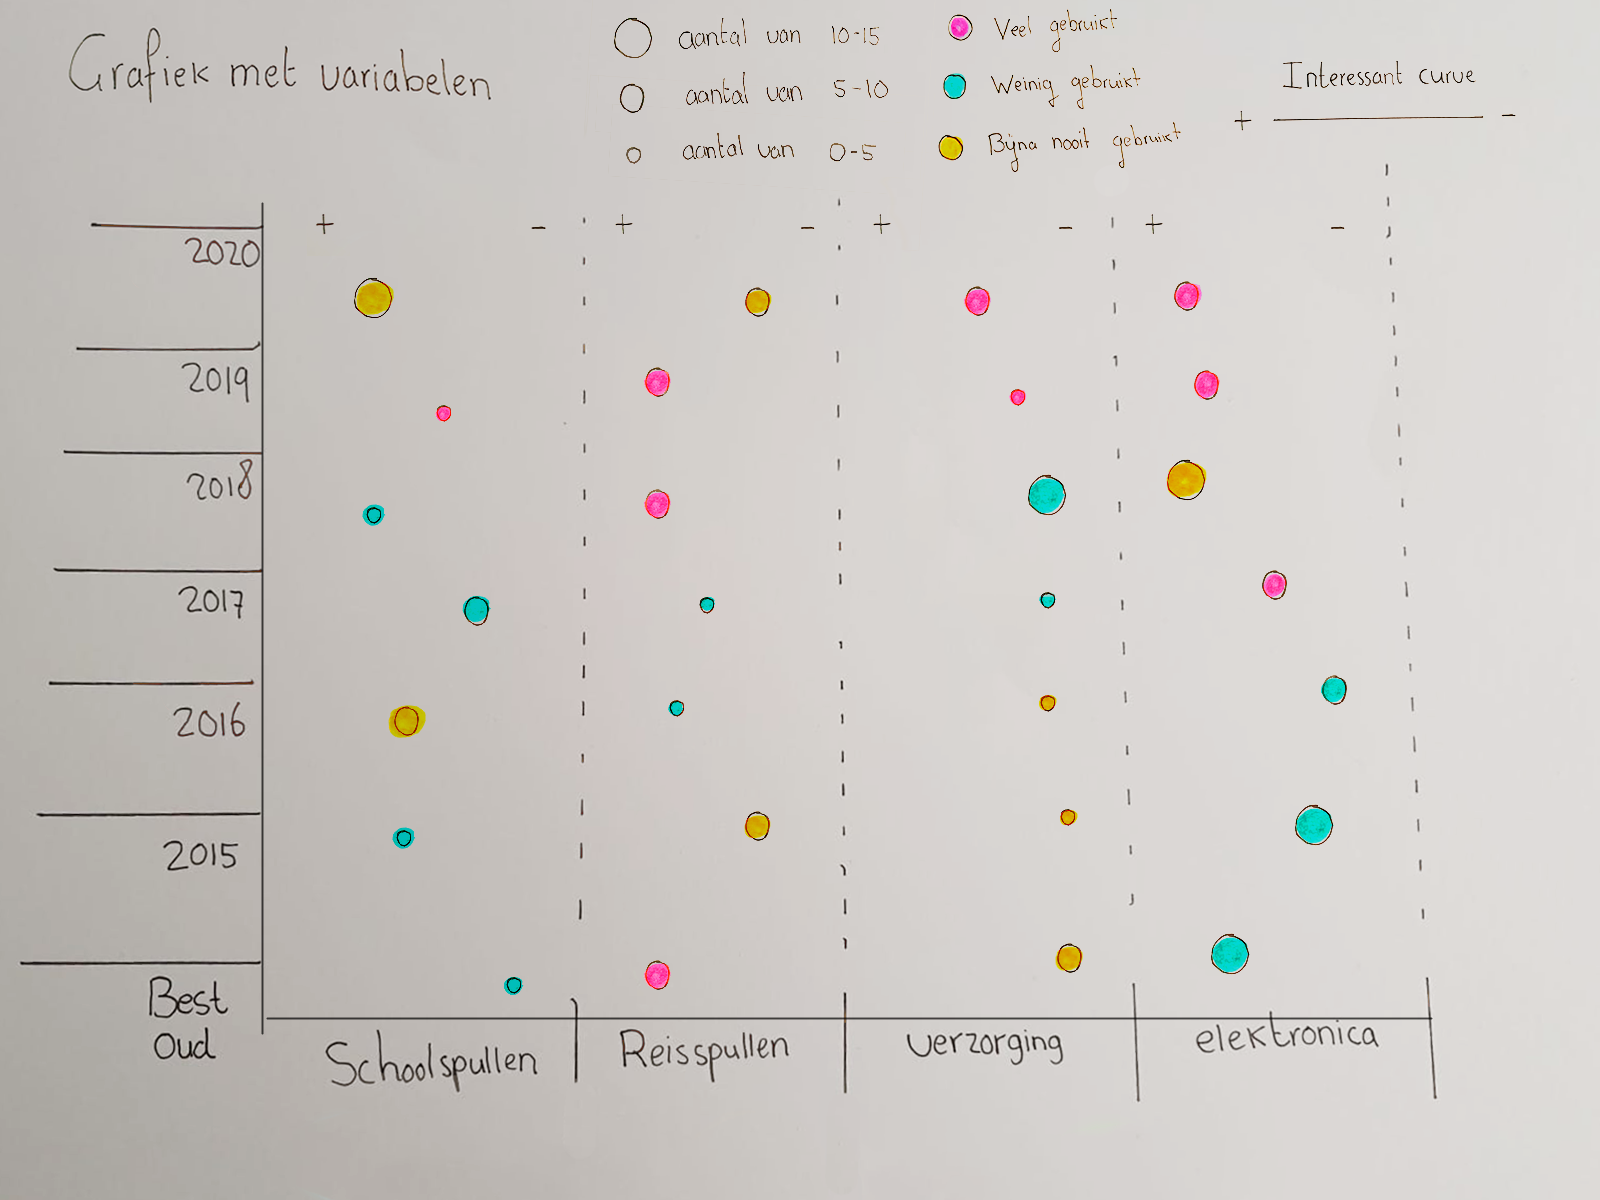 Grafiek met variabelen
aantal van 10-15
aantal van 5-10
aantal van 0-5
Veel gebruikt
Weinig gebruikt
Bijna nooit gebruikt
Interessant curve
+ -
+ - + - + - + -
2020
2019
2018
2017
2016
2015
Best
Oud
Schoolspullen Reisspullen verzorging elektronica